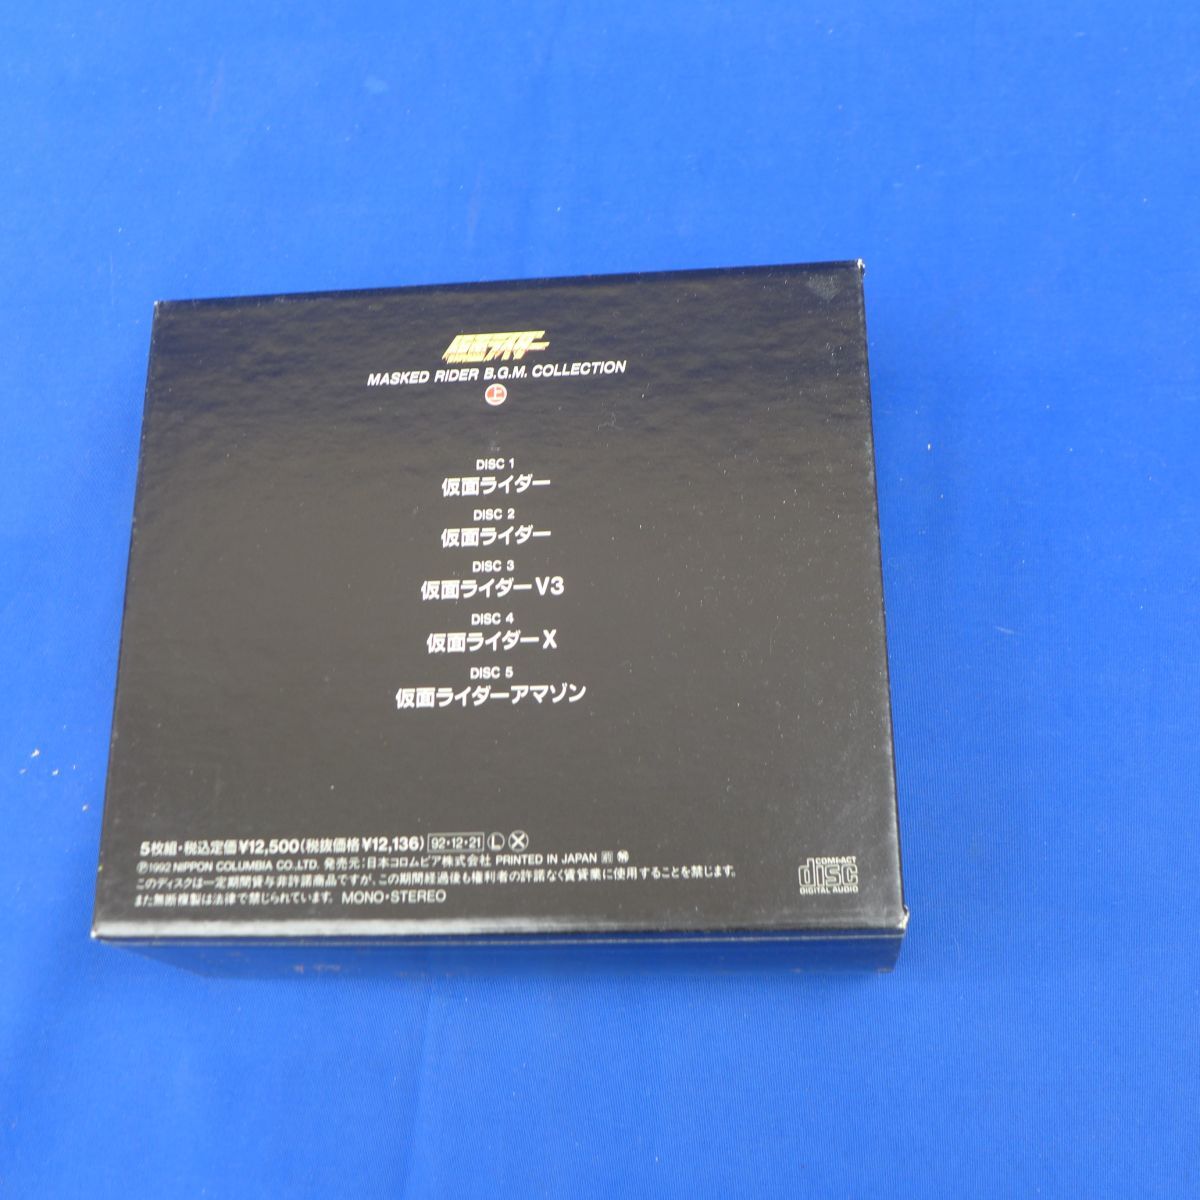 仮面ライダー
MASKED RIDER B.G.M. COLLECTION
上
DISC 1
仮面ライダー
DISC 2
仮面ライダー
DISC 3
仮面ライダーV3
DISC 4
仮面ライダーX
DISC 5
仮面ライダーアマゾン
5枚組・税込定価¥12,500(税抜価格¥12,136) 92・12・21 L X
Ⓟ1992 NIPPON COLUMBIA CO.,LTD. 発売元:日本コロムビア株式会社 PRINTED IN JAPAN
このディスクは一定期間貸与非許諾商品ですが、この期間経過後も権利者の許諾なく賃貸業に使用することを禁じます。
また無断複製は法律で禁じられています。 MONO・STEREO
COMPACT
disc
DIGITAL AUDIO